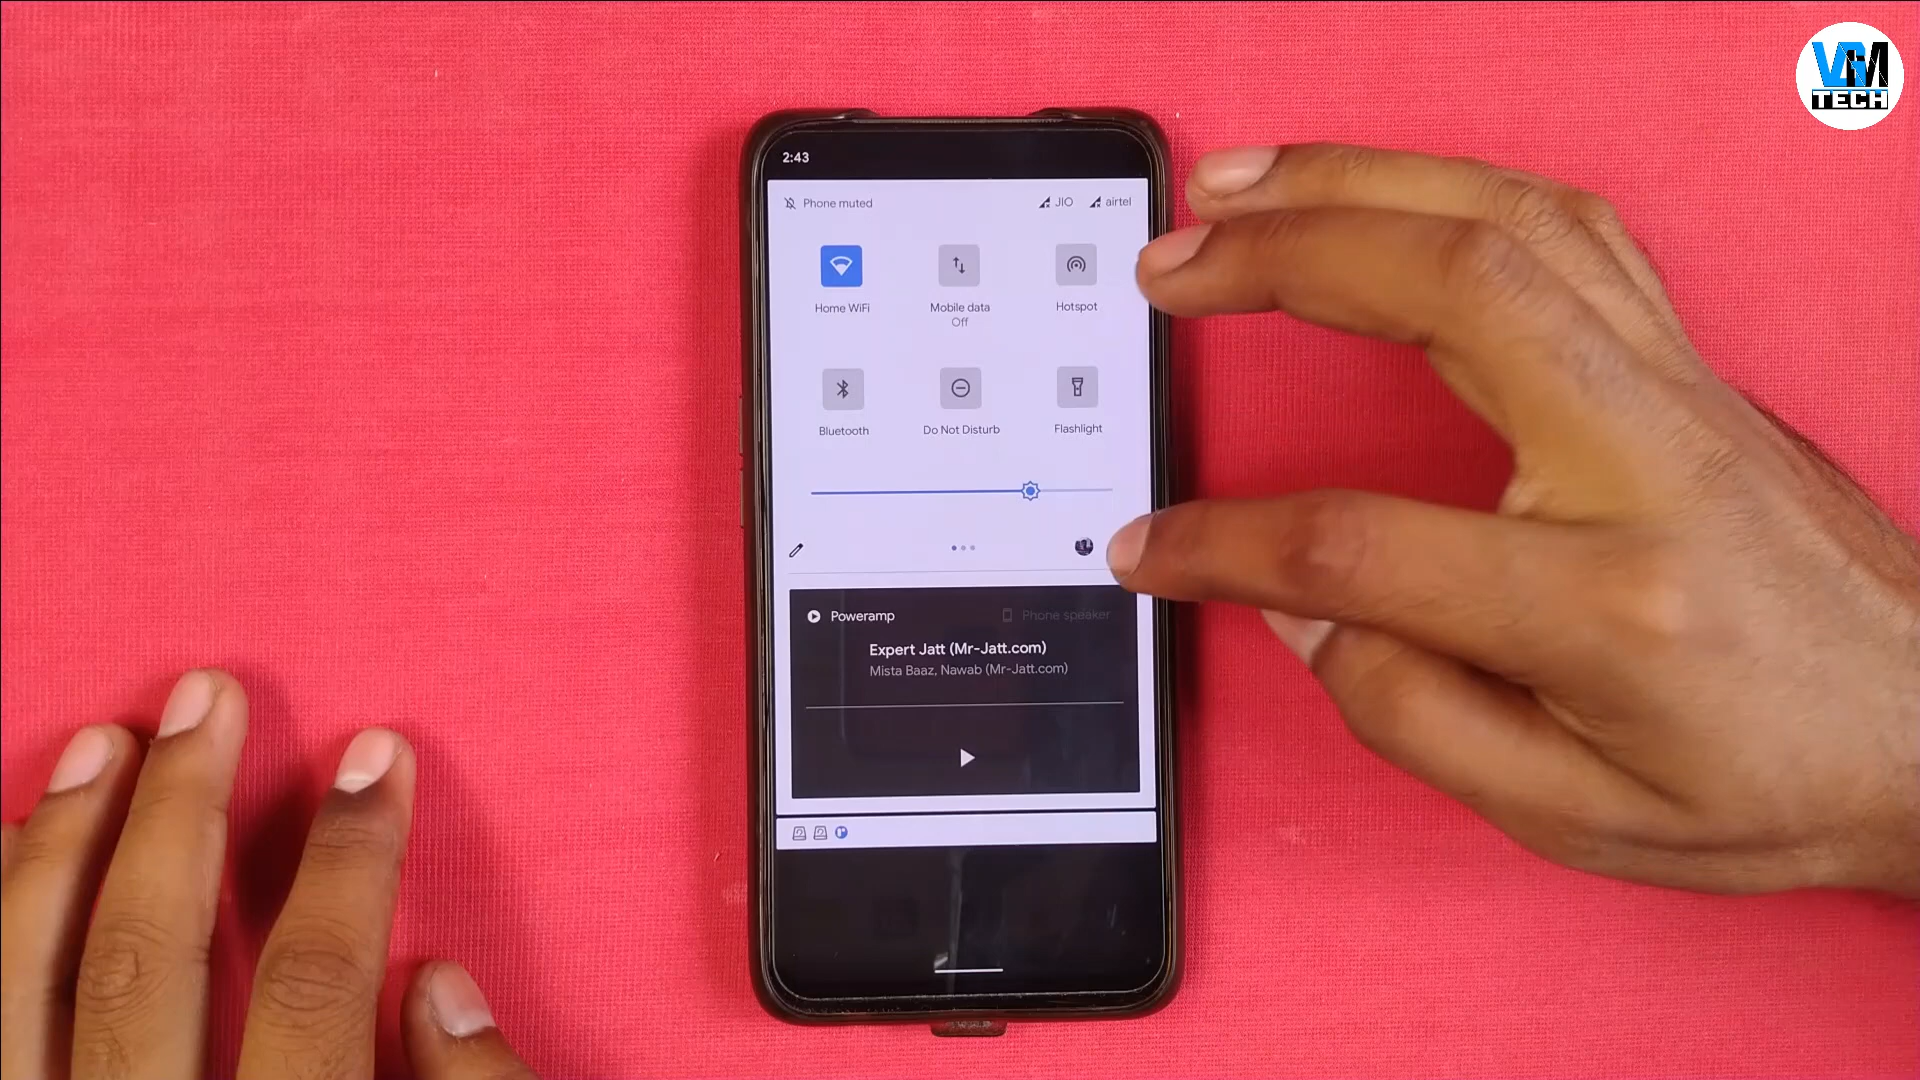 VGM
TECH
2:43
Phone muted
JIO
airtel
Home WiFi
Mobile data
Off
Hotspot
Bluetooth
Do Not Disturb
Flashlight
Poweramp
Phone speaker
Expert Jatt (Mr-Jatt.com)
Mista Baaz, Nawab (Mr-Jatt.com)